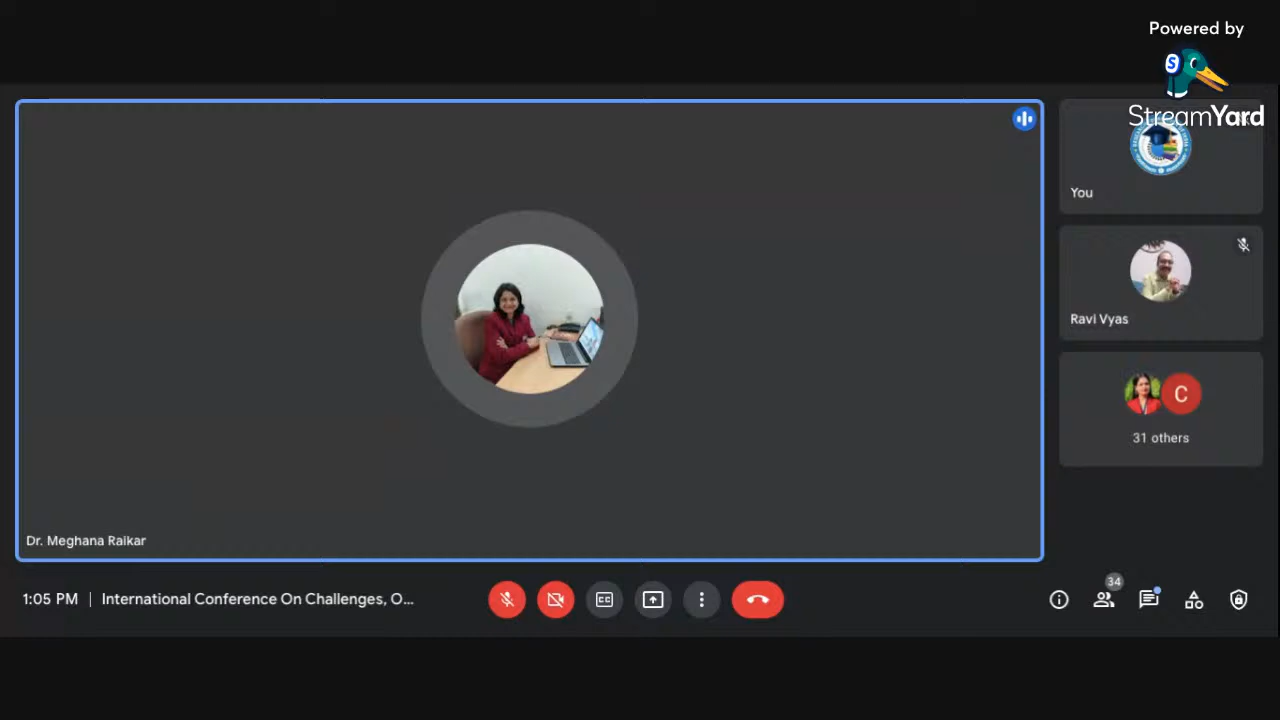 Powered by
S
StreamYard
You
Ravi Vyas
C
31 others
Dr. Meghana Raikar
1:05 PM | International Conference On Challenges, O...
CC
34